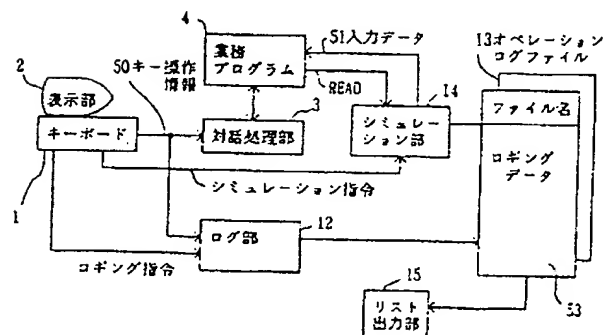 4
51入力データ
13オペレーション
ログファイル
業務
プログラム
2
50キー操作
情報
READ
14
表示部
3
ファイル名
キーボード
対話処理部
シミュレー
ション部
ロギング
データ
シミュレーション指令
1
12
ログ部
ロギング指令
15
53
リスト
出力部